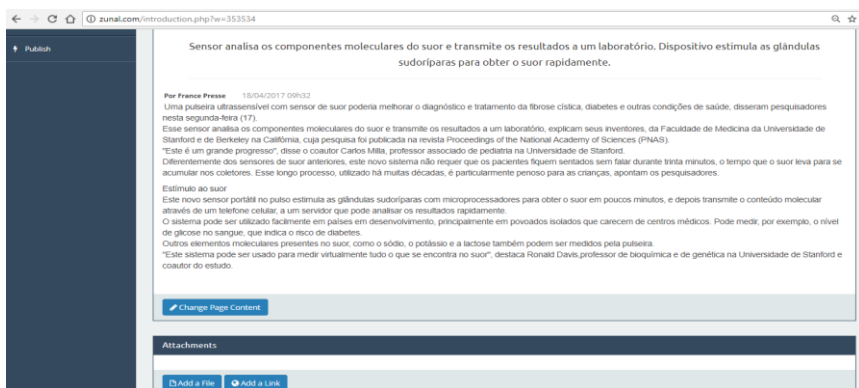 zunal.com/introduction.php?w=353534
Publish
Sensor analisa os componentes moleculares do suor e transmite os resultados a um laboratório. Dispositivo estimula as glândulas
sudoríparas para obter o suor rapidamente.
Por France Presse 18/04/2017 09h32
Uma pulseira ultrassensível com sensor de suor poderia melhorar o diagnóstico e tratamento da fibrose cística, diabetes e outras condições de saúde, disseram pesquisadores
nesta segunda-feira (17).
Esse sensor analisa os componentes moleculares do suor e transmite os resultados a um laboratório, explicam seus inventores, da Faculdade de Medicina da Universidade de
Stanford e de Berkeley na Califórnia, cuja pesquisa foi publicada na revista Proceedings of the National Academy of Sciences (PNAS).
"Este é um grande progresso", disse o coautor Carlos Milla, professor associado de pediatria na Universidade de Stanford.
Diferentemente dos sensores de suor anteriores, este novo sistema não requer que os pacientes fiquem sentados sem falar durante trinta minutos, o tempo que o suor leva para se
acumular nos coletores. Esse longo processo, utilizado há muitas décadas, é particularmente penoso para as crianças, apontam os pesquisadores.
Estímulo ao suor
Este novo sensor portátil no pulso estimula as glândulas sudoríparas com microprocessadores para obter o suor em poucos minutos, e depois transmite o conteúdo molecular
através de um telefone celular, a um servidor que pode analisar os resultados rapidamente.
O sistema pode ser utilizado facilmente em países em desenvolvimento, principalmente em povoados isolados que carecem de centros médicos. Pode medir, por exemplo, o nível
de glicose no sangue, que indica o risco de diabetes.
Outros elementos moleculares presentes no suor, como o sódio, o potássio e a lactose também podem ser medidos pela pulseira.
"Este sistema pode ser usado para medir virtualmente tudo o que se encontra no suor", destaca Ronald Davis,professor de bioquímica e de genética na Universidade de Stanford e
coautor do estudo.
Change Page Content
Attachments
Add a File Add a Link